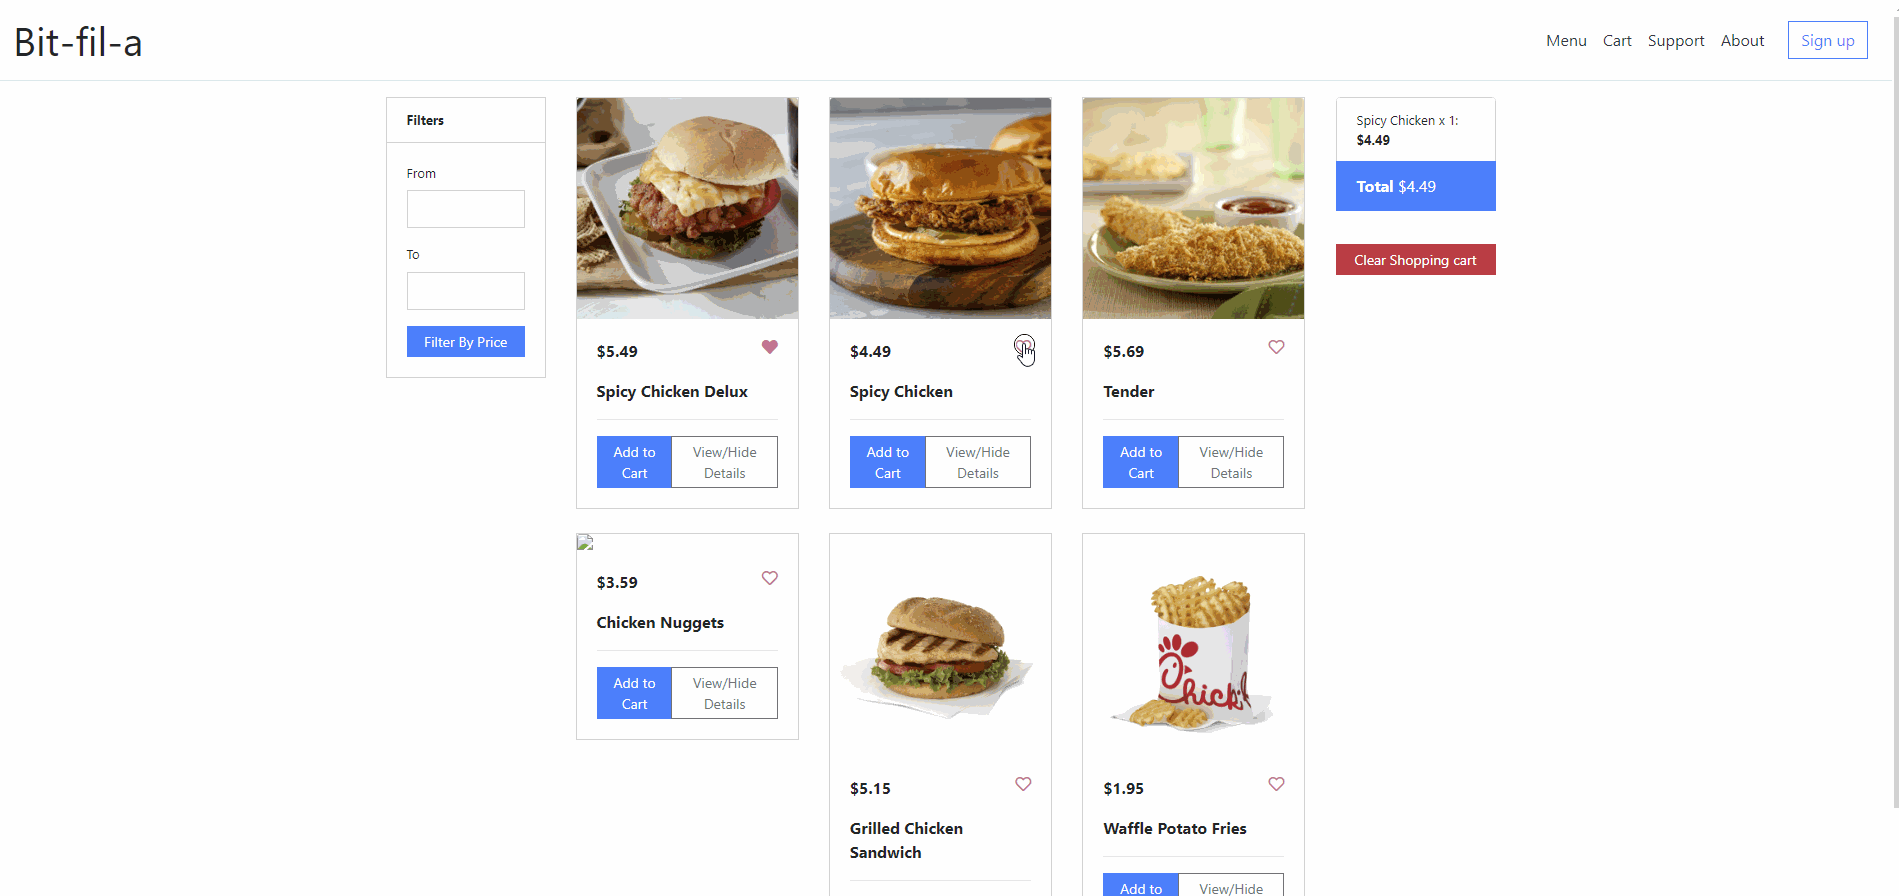 Bit-fil-a
Menu Cart Support About Sign up
Filters
From
To
Filter By Price
$5.49
Spicy Chicken Delux
Add to
Cart
View/Hide
Details
$4.49
Spicy Chicken
Add to
Cart
View/Hide
Details
$5.69
Tender
Add to
Cart
View/Hide
Details
Spicy Chicken x 1:
$4.49
Total $4.49
Clear Shopping cart
$3.59
Chicken Nuggets
Add to
Cart
View/Hide
Details
$5.15
Grilled Chicken
Sandwich
Chick-f
$1.95
Waffle Potato Fries
Add to
View/Hide